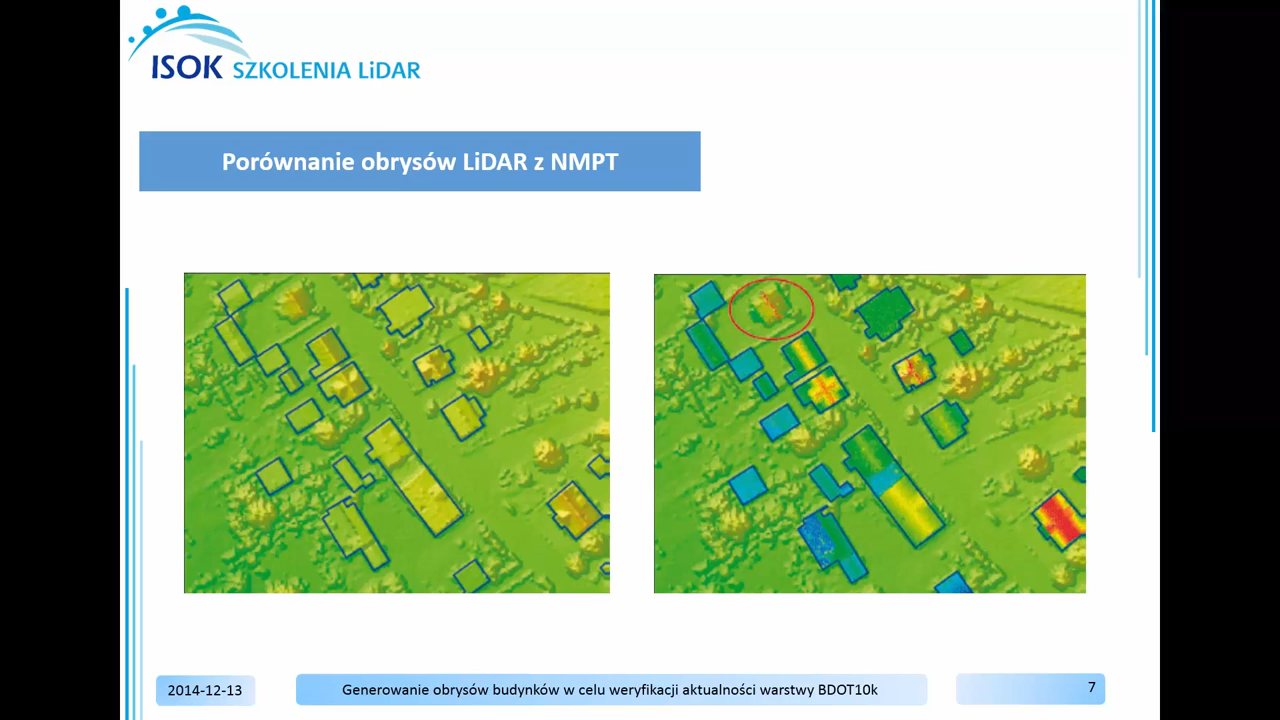 ISOK SZKOLENIA LiDAR
Porównanie obrysów LiDAR z NMPT
2014-12-13
Generowanie obrysów budynków w celu weryfikacji aktualności warstwy BDOT10k
7